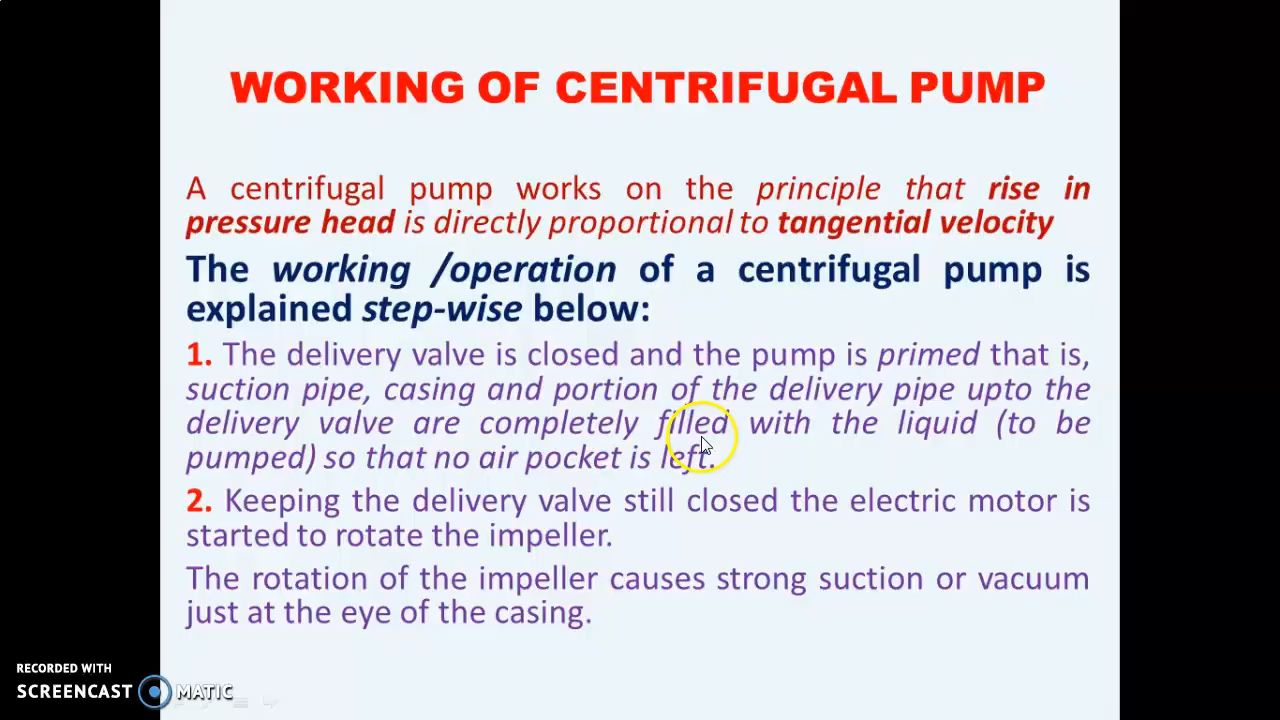 WORKING OF CENTRIFUGAL PUMP
A centrifugal pump works on the principle that rise in
pressure head is directly proportional to tangential velocity
The working /operation of a centrifugal pump is
explained step-wise below:
1. The delivery valve is closed and the pump is primed that is,
suction pipe, casing and portion of the delivery pipe upto the
delivery valve are completely filled with the liquid (to be
pumped) so that no air pocket is left.
2. Keeping the delivery valve still closed the electric motor is
started to rotate the impeller.
The rotation of the impeller causes strong suction or vacuum
just at the eye of the casing.
RECORDED WITH
SCREENCAST MATIC